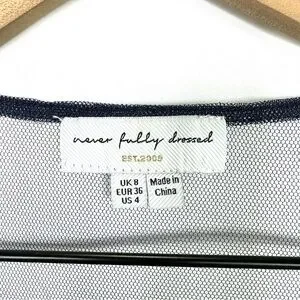 never fully dressed
EST.2009
UK 8
EUR 36
US 4
Made in
China